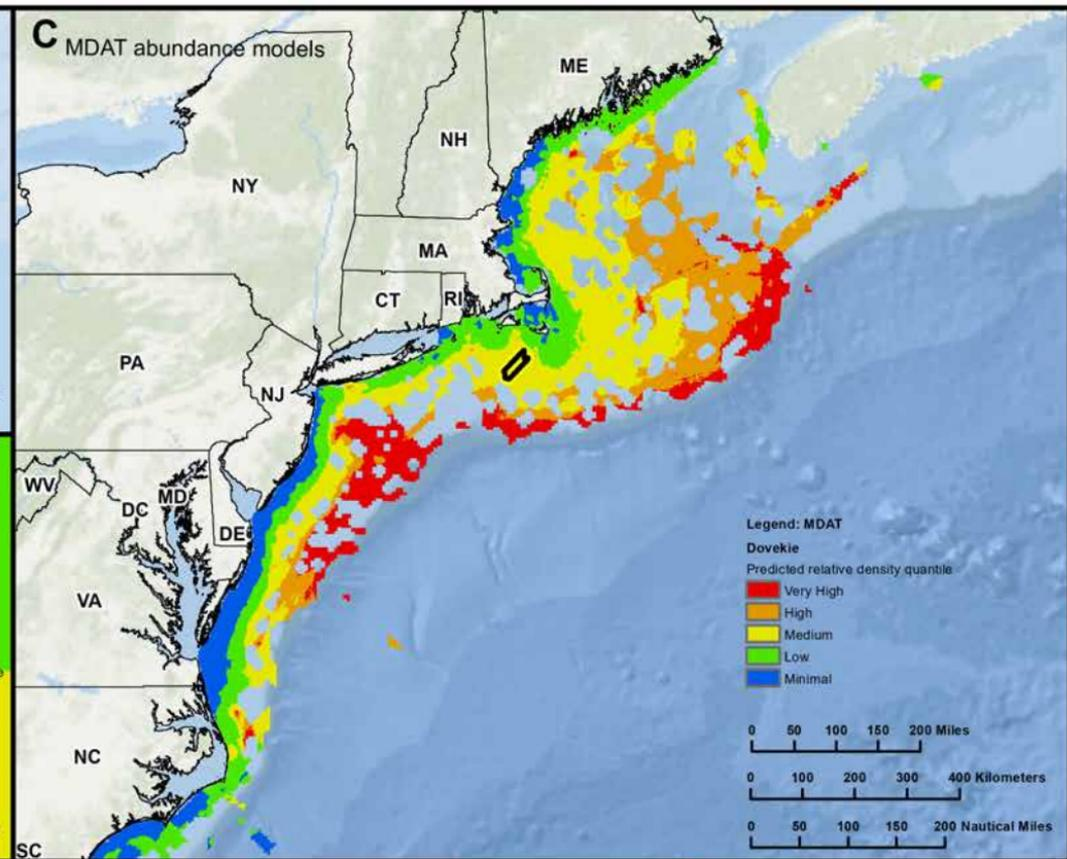 C MDAT abundance models
ME
NH
NY
MA
CT RI
PA
NJ
WV
MD
DC
DE
VA
NC
SC
Legend: MDAT
Dovekie
Predicted relative density quantile
Very High
High
Medium
Low
Minimal
0 50 100 150 200 Miles
0 100 200 300 400 Kilometers
0 50 100 150 200 Nautical Miles